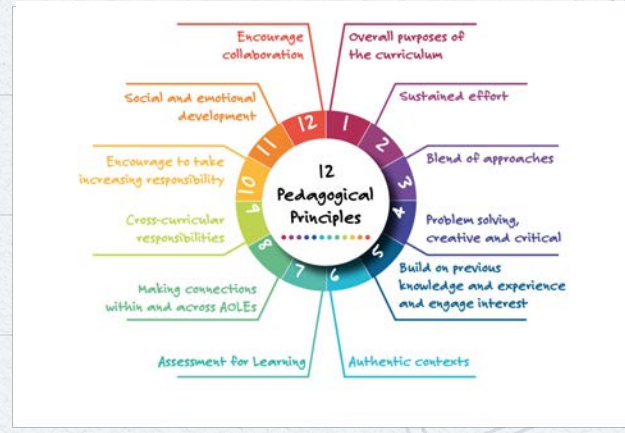 12
Pedagogical
Principles
1
Overall purposes of
the curriculum
2
Sustained effort
3
Blend of approaches
4
Problem solving,
creative and critical
5
Build on previous
knowledge and experience
and engage interest
6
Authentic contexts
7
Assessment for Learning
8
Making connections
within and across AOLEs
9
Cross-curricular
responsibilities
10
Encourage to take
increasing responsibility
11
Social and emotional
development
12
Encourage
collaboration